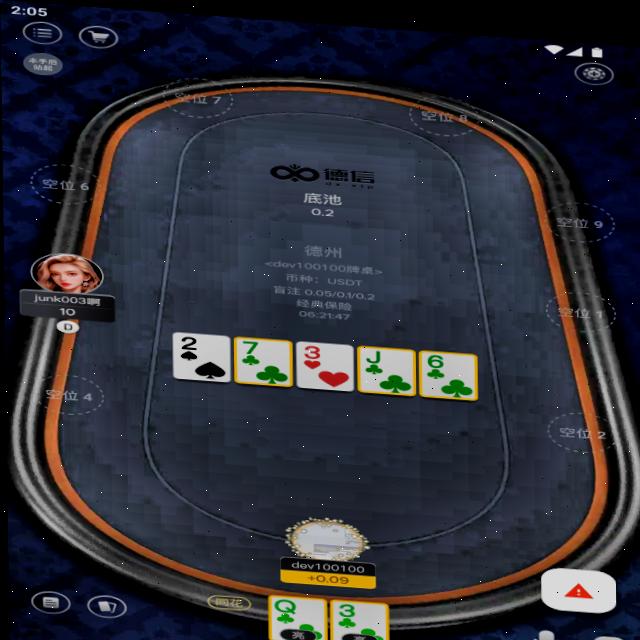 2:05
本季后
空位 7
空位 8
空位 6
空位 9
德信
底池
0.2
德州
<dev100100牌桌>
币种：USDT
盲注 0.05/0.1/0.2
经典保险
06:21:47
junk003啊
10
D
空位 1
2
7
3
J
6
空位 4
空位 2
dev100100
+0.09
同花
Q
3
亮
亮